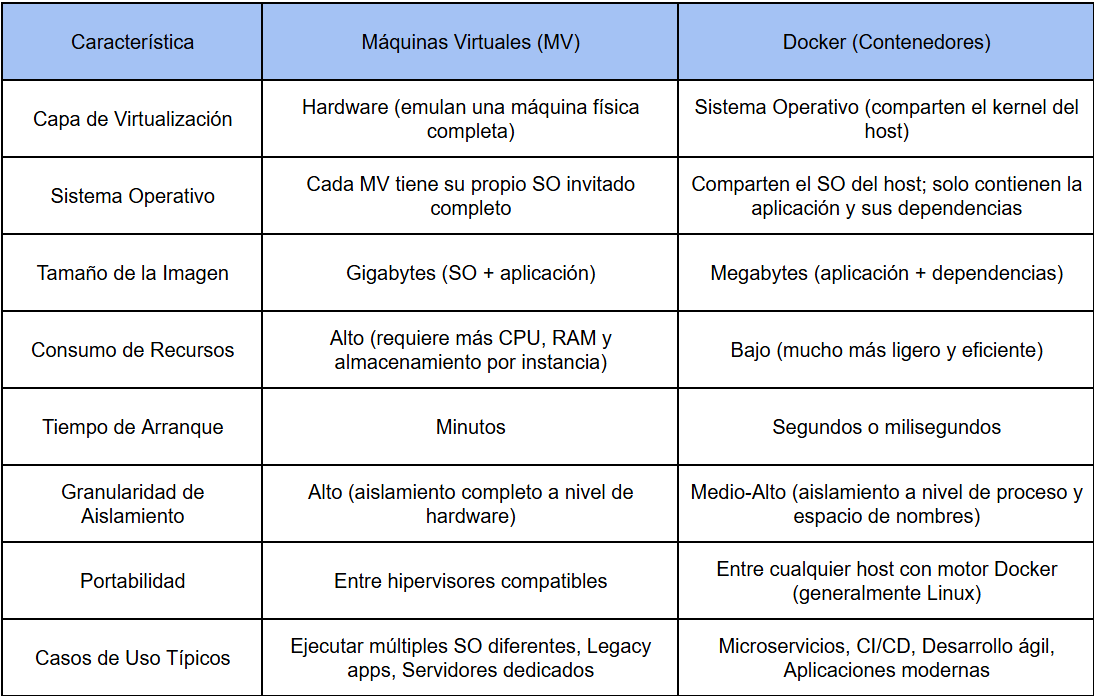 Característica
Máquinas Virtuales (MV)
Docker (Contenedores)
Capa de Virtualización
Hardware (emulan una máquina física
completa)
Sistema Operativo (comparten el kernel del
host)
Sistema Operativo
Cada MV tiene su propio SO invitado
completo
Comparten el SO del host; solo contienen la
aplicación y sus dependencias
Tamaño de la Imagen
Gigabytes (SO + aplicación)
Megabytes (aplicación + dependencias)
Consumo de Recursos
Alto (requiere más CPU, RAM y
almacenamiento por instancia)
Bajo (mucho más ligero y eficiente)
Tiempo de Arranque
Minutos
Segundos o milisegundos
Granularidad de
Aislamiento
Alto (aislamiento completo a nivel de
hardware)
Medio-Alto (aislamiento a nivel de proceso y
espacio de nombres)
Portabilidad
Entre hipervisores compatibles
Entre cualquier host con motor Docker
(generalmente Linux)
Casos de Uso Típicos
Ejecutar múltiples SO diferentes, Legacy
apps, Servidores dedicados
Microservicios, CI/CD, Desarrollo ágil,
Aplicaciones modernas